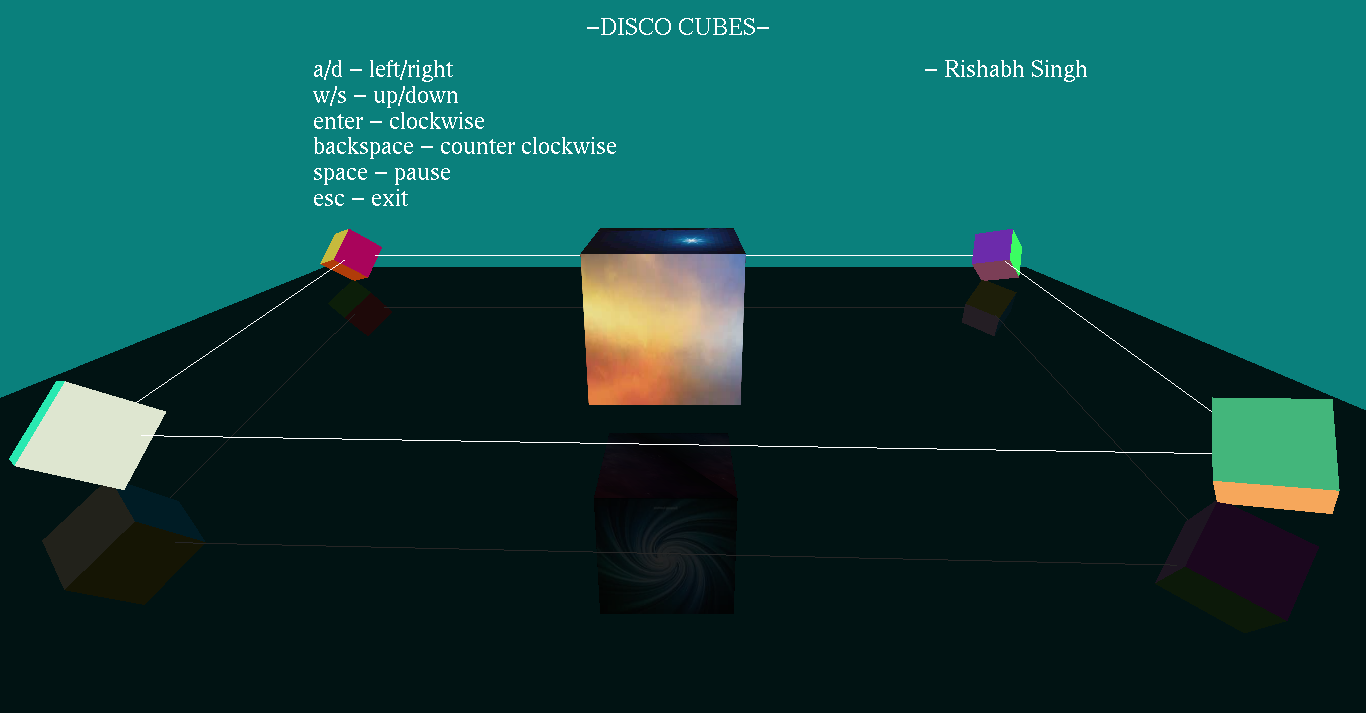 –DISCO CUBES–
a/d – left/right
– Rishabh Singh
w/s – up/down
enter – clockwise
backspace – counter clockwise
space – pause
esc – exit